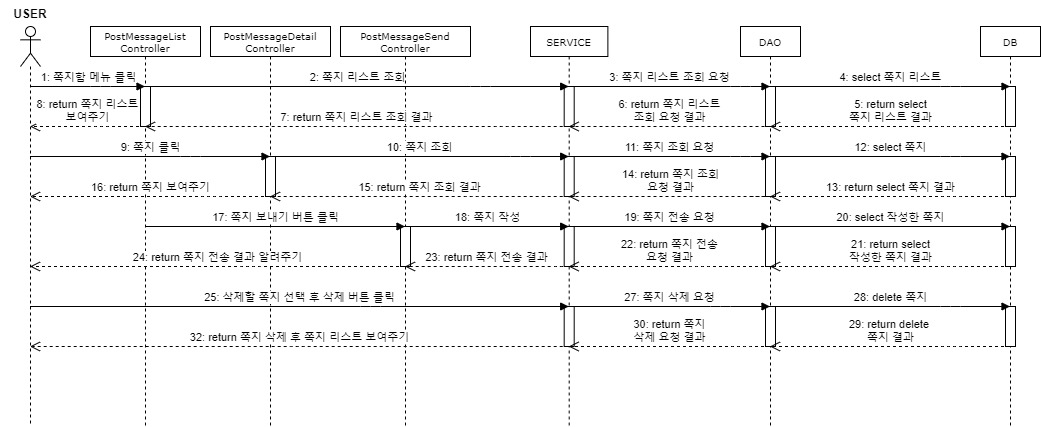 USER
PostMessageList
Controller
PostMessageDetail
Controller
PostMessageSend
Controller
SERVICE
DAO
DB
1: 쪽지함 메뉴 클릭
2: 쪽지 리스트 조회
3: 쪽지 리스트 조회 요청
4: select 쪽지 리스트
8: return 쪽지 리스트
보여주기
7: return 쪽지 리스트 조회 결과
6: return 쪽지 리스트
조회 요청 결과
5: return select
쪽지 리스트 결과
9: 쪽지 클릭
10: 쪽지 조회
11: 쪽지 조회 요청
12: select 쪽지
16: return 쪽지 보여주기
15: return 쪽지 조회 결과
14: return 쪽지 조회
요청 결과
13: return select 쪽지 결과
17: 쪽지 보내기 버튼 클릭
18: 쪽지 작성
19: 쪽지 전송 요청
20: select 작성한 쪽지
24: return 쪽지 전송 결과 알려주기
23: return 쪽지 전송 결과
22: return 쪽지 전송
요청 결과
21: return select
작성한 쪽지 결과
25: 삭제할 쪽지 선택 후 삭제 버튼 클릭
27: 쪽지 삭제 요청
28: delete 쪽지
32: return 쪽지 삭제 후 쪽지 리스트 보여주기
30: return 쪽지
삭제 요청 결과
29: return delete
쪽지 결과